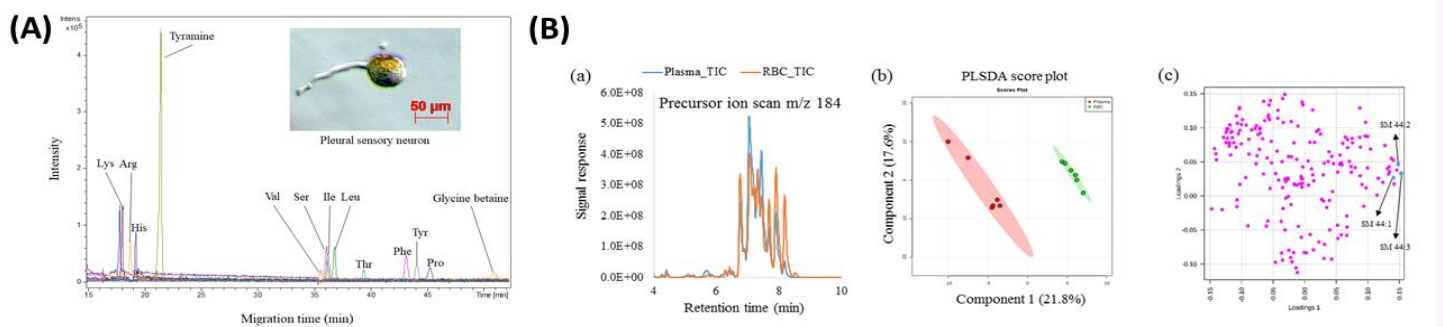 (A)
Intens.
x10⁵
Tyramine
50 μm
Pleural sensory neuron
Intensity
4
3
2
1
0
Lys Arg
His
Val
Ser
Ile
Leu
Thr
Phe
Tyr
Pro
Glycine betaine
15 20 25 30 35 40 45
Time [min]
Migration time (min)
(B)
(a)
Plasma_TIC
RBC_TIC
Precursor ion scan m/z 184
Signal response
6.0E+08
5.0E+08
4.0E+08
3.0E+08
2.0E+08
1.0E+08
0.0E+00
4 6 8 10
Retention time (min)
(b)
PLSDA score plot
Scores Plot
Plasma
RBC
Component 2 (17.6%)
Component 1 (21.8%)
(c)
Loadings 2
0.15
0.10
0.05
0.00
-0.05
-0.10
SM 44:2
SM 44:1
SM 44:3
-0.15 -0.10 -0.05 0.00 0.05 0.10 0.15
Loadings 1